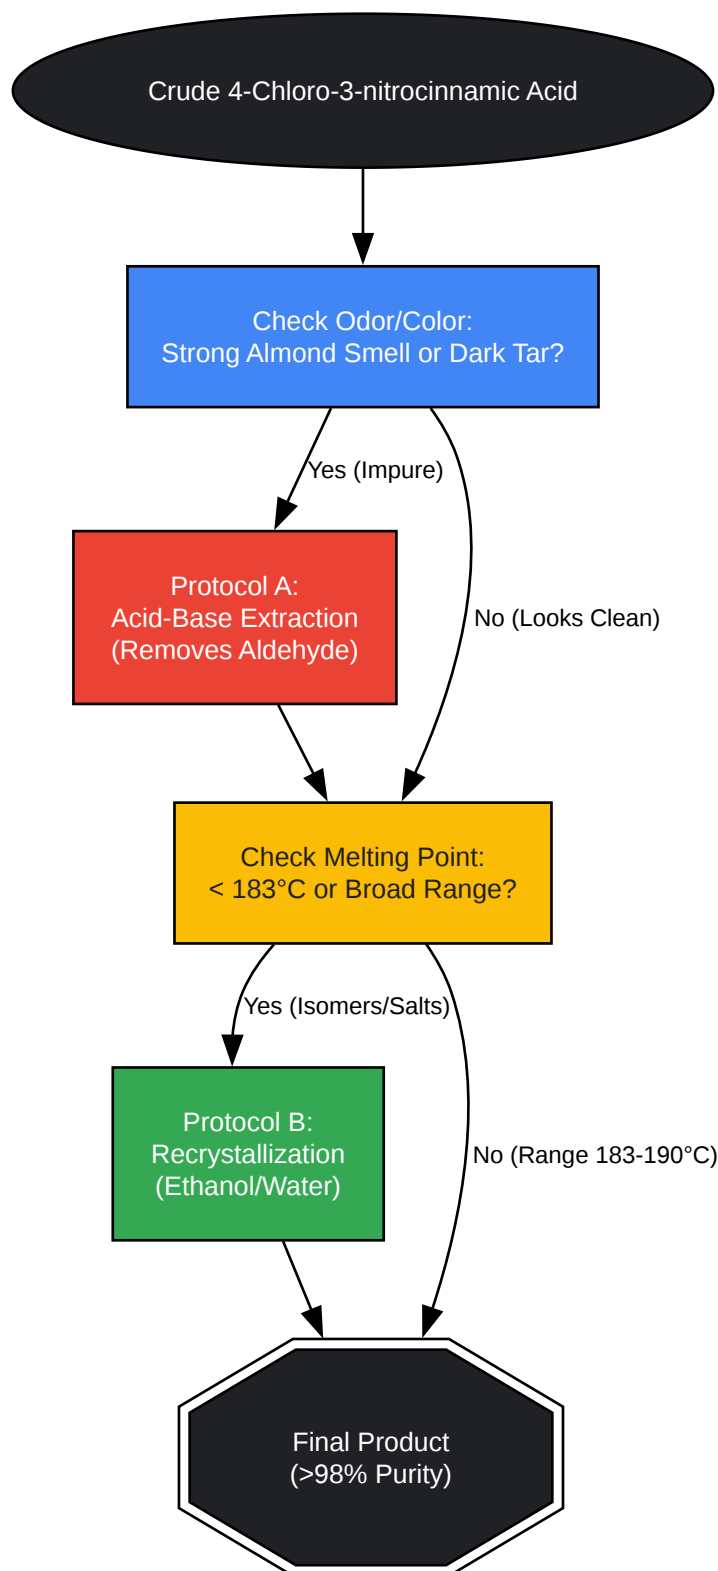 Crude 4-Chloro-3-nitrocinnamic Acid
Check Odor/Color:
Strong Almond Smell or Dark Tar?
Yes (Impure)
Protocol A:
Acid-Base Extraction
(Removes Aldehyde)
No (Looks Clean)
Check Melting Point:
< 183°C or Broad Range?
Yes (Isomers/Salts)
Protocol B:
Recrystallization
(Ethanol/Water)
No (Range 183-190°C)
Final Product
(>98% Purity)